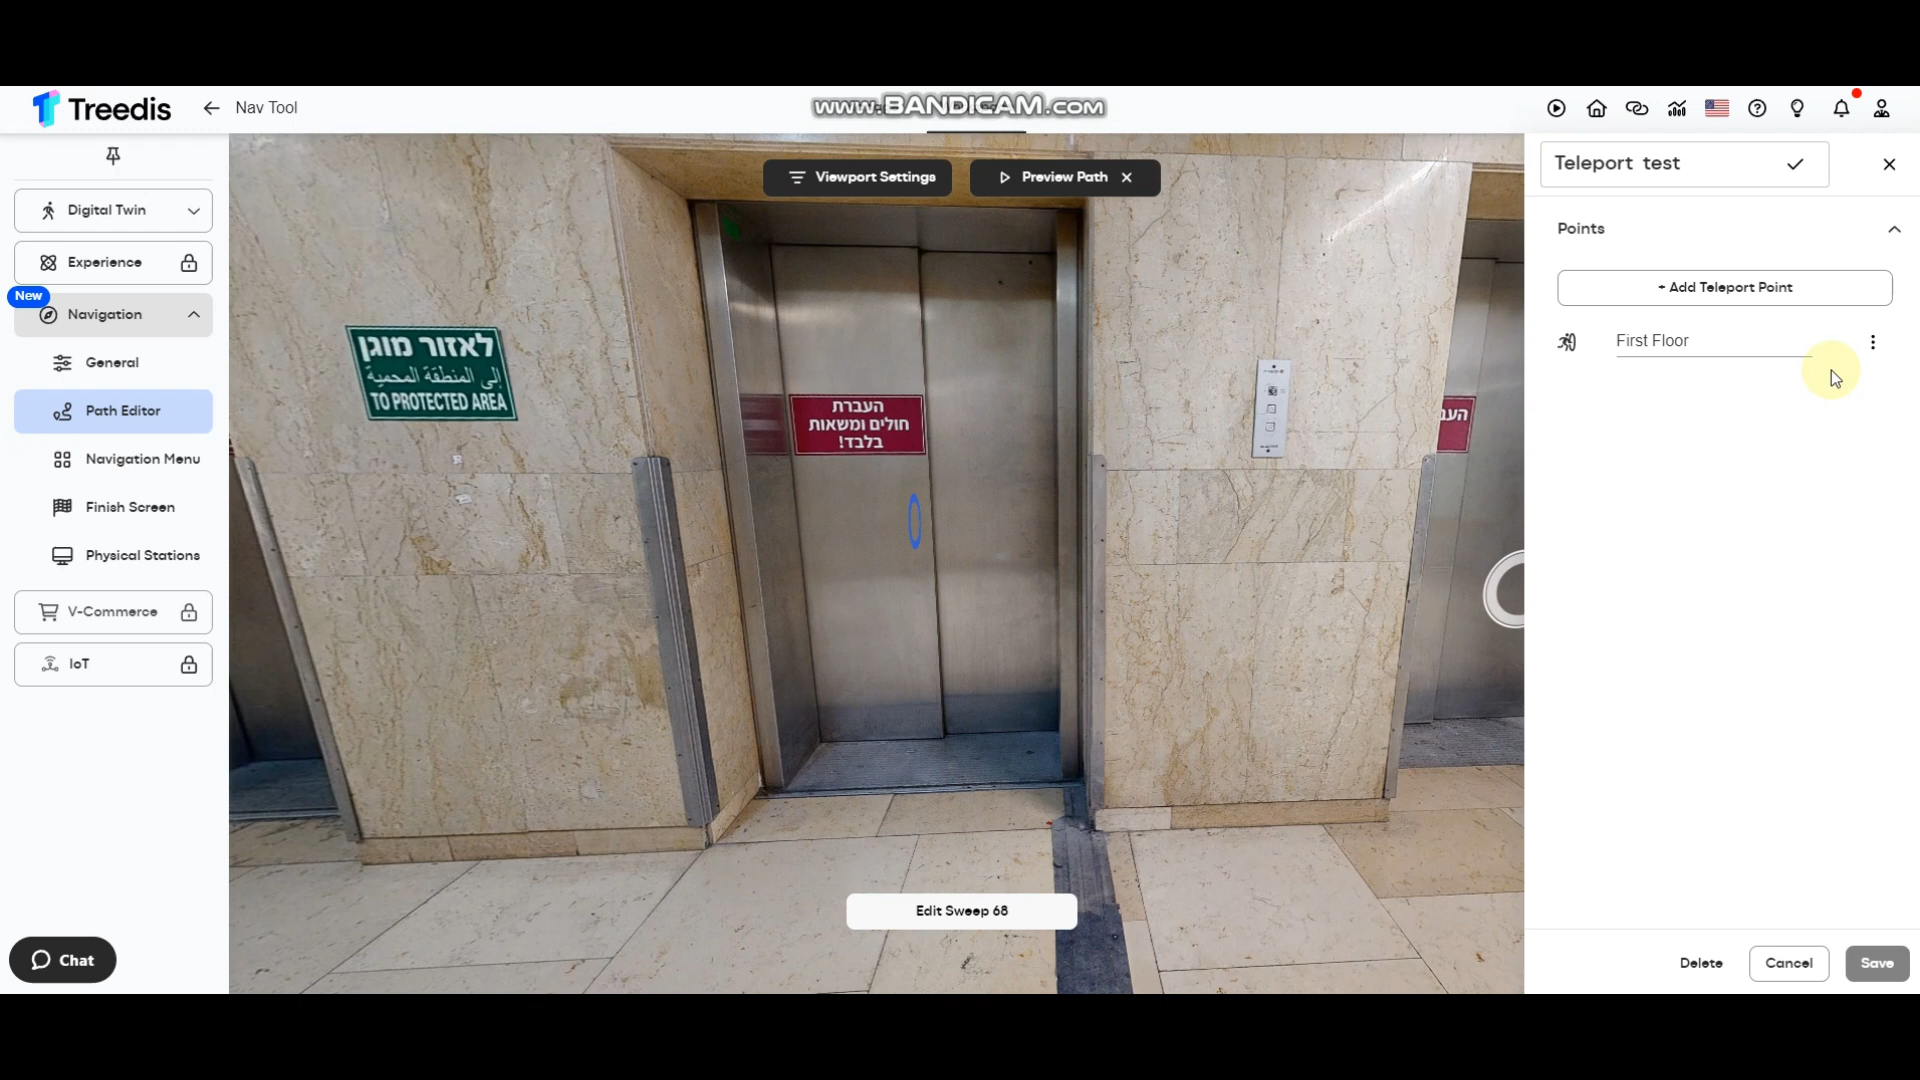 Treedis
Nav Tool
www.BANDICAM.com
Digital Twin
Experience
New
Navigation
General
Path Editor
Navigation Menu
Finish Screen
Physical Stations
V-Commerce
IoT
Chat
Viewport Settings
Preview Path
לאזור מוגן
إلى المنطقة المحمية
TO PROTECTED AREA
העברת
חולים ומשאות
בלבד!
העב
Edit Sweep 68
Teleport test
Points
+ Add Teleport Point
First Floor
Delete
Cancel
Save